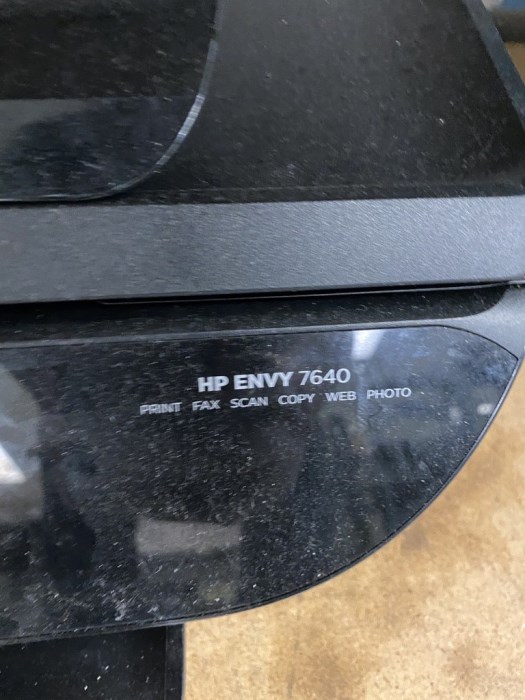 HP ENVY 7640
PRINT FAX SCAN COPY WEB PHOTO